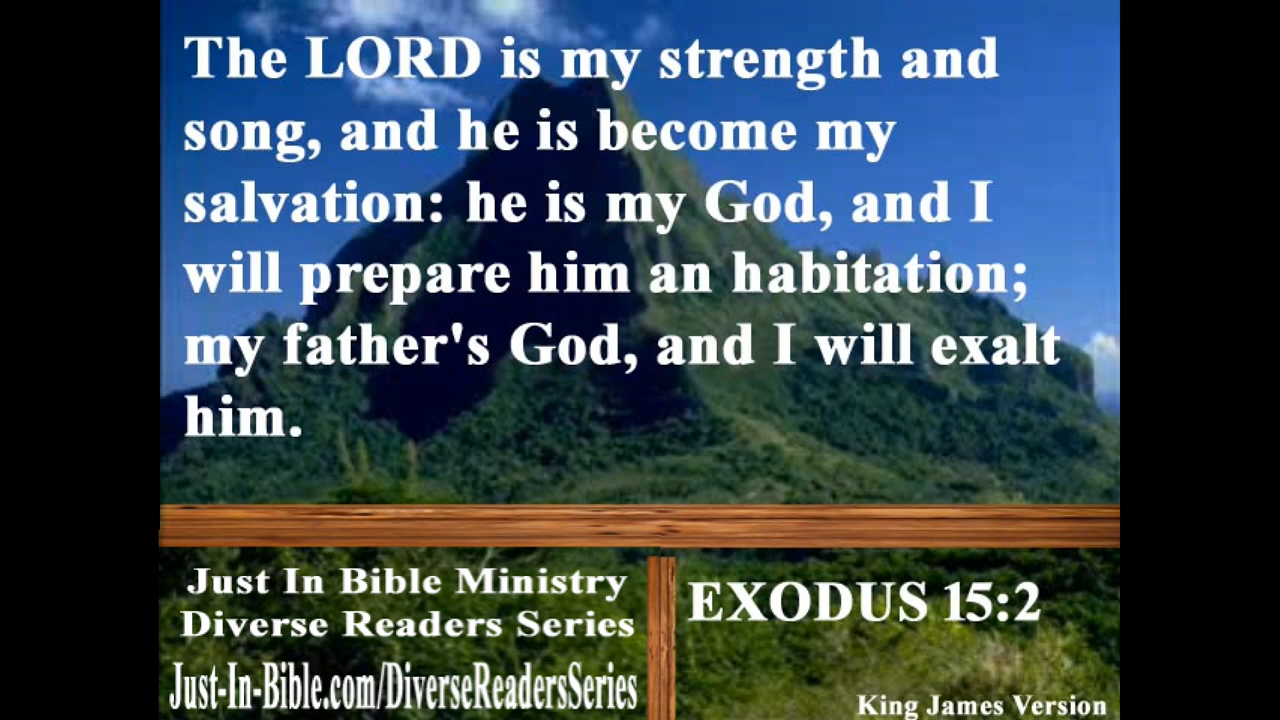 The LORD is my strength and
song, and he is become my
salvation: he is my God, and I
will prepare him an habitation;
my father's God, and I will exalt
him.
Just In Bible Ministry
Diverse Readers Series
Just-In-Bible.com/DiverseReadersSeries
EXODUS 15:2
King James Version